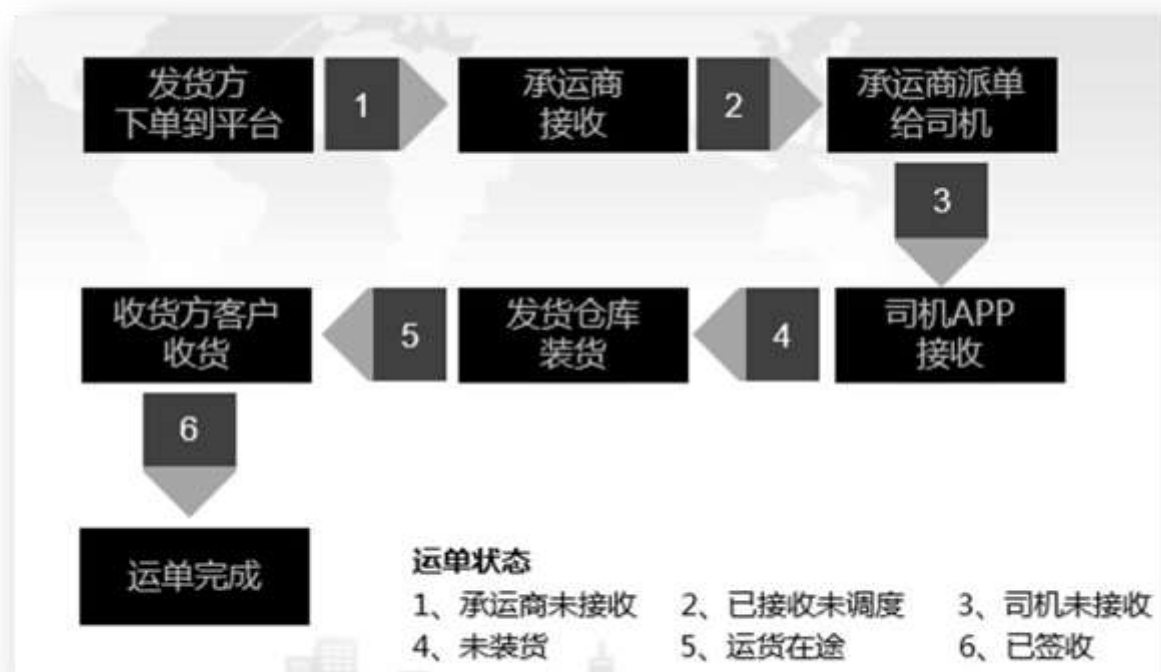 发货方
下单到平台
1
承运商
接收
2
承运商派单
给司机
3
司机APP
接收
4
发货仓库
装货
5
收货方客户
收货
6
运单完成
运单状态
1、承运商未接收 2、已接收未调度 3、司机未接收
4、未装货 5、运货在途 6、已签收